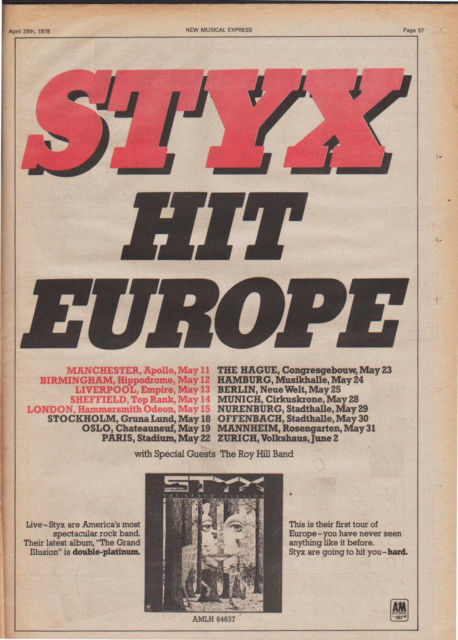 April 29th, 1978
NEW MUSICAL EXPRESS
Page 57
STYX
HIT
EUROPE
MANCHESTER, Apollo, May 11
BIRMINGHAM, Hippodrome, May 12
LIVERPOOL, Empire, May 13
SHEFFIELD, Top Rank, May 14
LONDON, Hammersmith Odeon, May 15
STOCKHOLM, Gruna Lund, May 18
OSLO, Chateauneuf, May 19
PARIS, Stadium, May 22
THE HAGUE, Congresgebouw, May 23
HAMBURG, Musikhalle, May 24
BERLIN, Neue Welt, May 25
MUNICH, Cirkuskrone, May 28
NURENBURG, Stadthalle, May 29
OFFENBACH, Stadthalle, May 30
MANNHEIM, Rosengarten, May 31
ZURICH, Volkshaus, June 2
with Special Guests The Roy Hill Band
STYX
THE GRAND ILLUSION
Live–Styx are America's most
spectacular rock band.
Their latest album, "The Grand
Illusion" is double-platinum.
This is their first tour of
Europe–you have never seen
anything like it before.
Styx are going to hit you–hard.
AMLH 64637
A&M